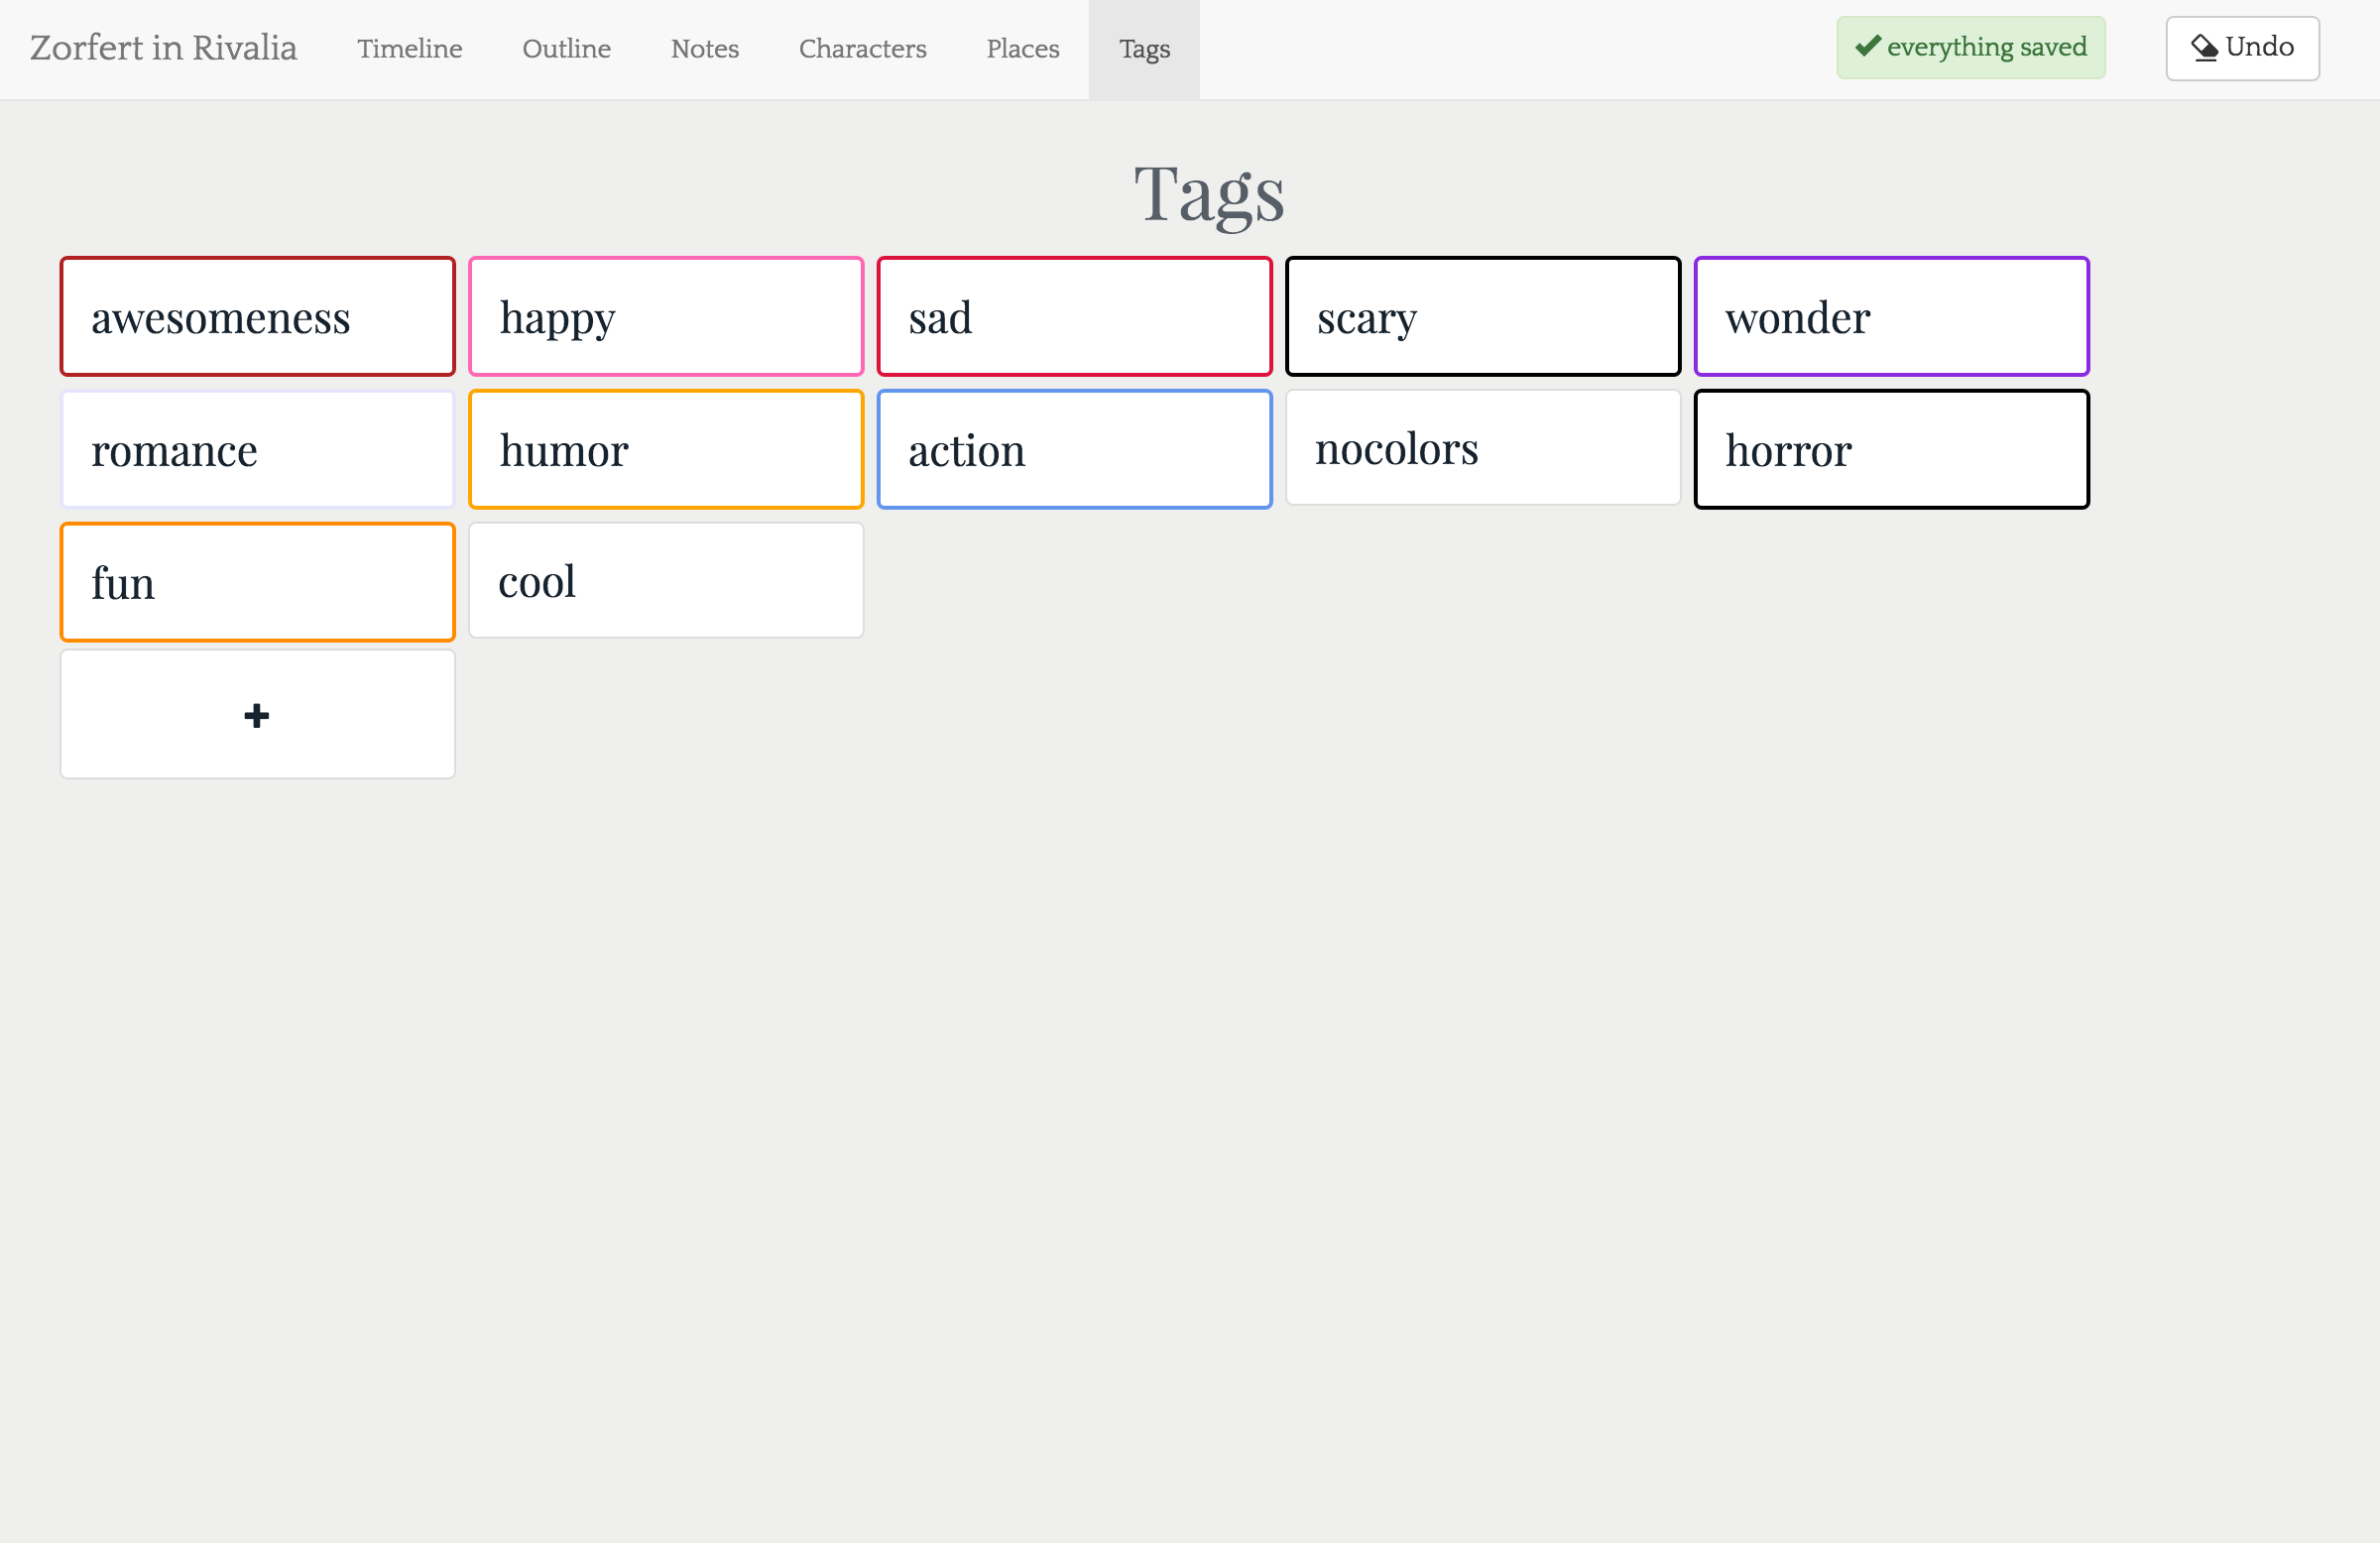 Zorfert in Rivalia Timeline Outline Notes Characters Places Tags everything saved Undo
Tags
awesomeness happy sad scary wonder
romance humor action nocolors horror
fun cool